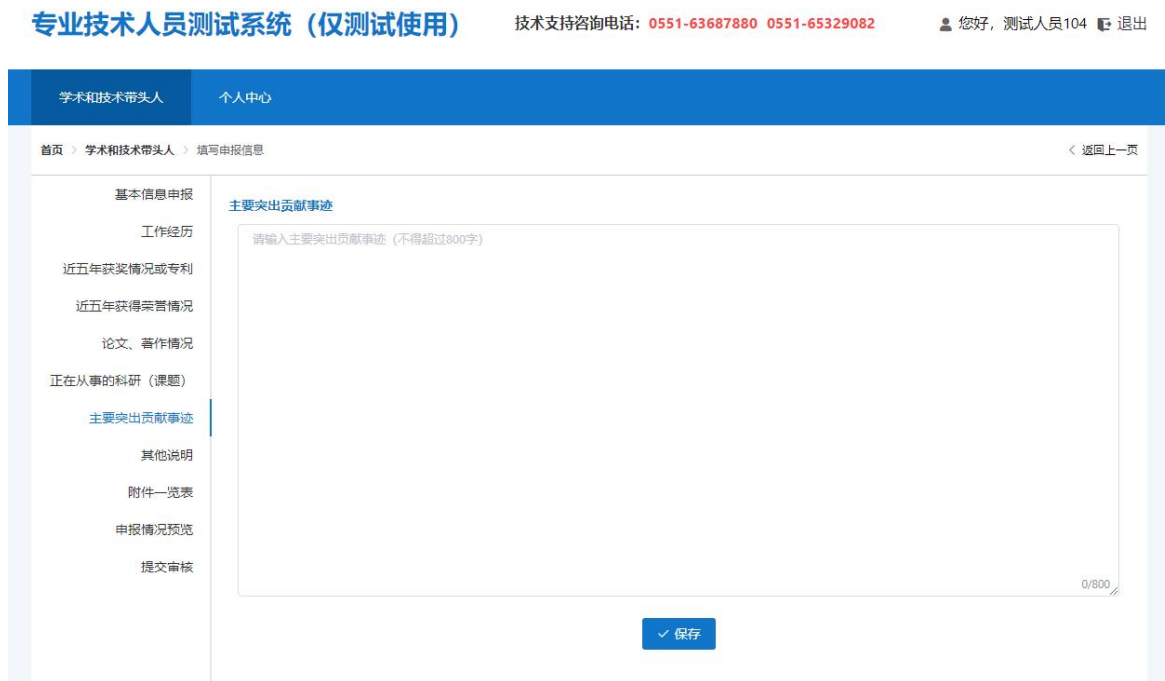 专业技术人员测试系统（仅测试使用） 技术支持咨询电话：0551-63687880 0551-65329082 您好，测试人员104 退出
学术和技术带头人 个人中心
首页 > 学术和技术带头人 > 填写申报信息 < 返回上一页
基本信息申报
工作经历
近五年获奖情况或专利
近五年获得荣誉情况
论文、著作情况
正在从事的科研（课题）
主要突出贡献事迹
其他说明
附件一览表
申报情况预览
提交审核
主要突出贡献事迹
请输入主要突出贡献事迹（不得超过800字）
0/800
保存